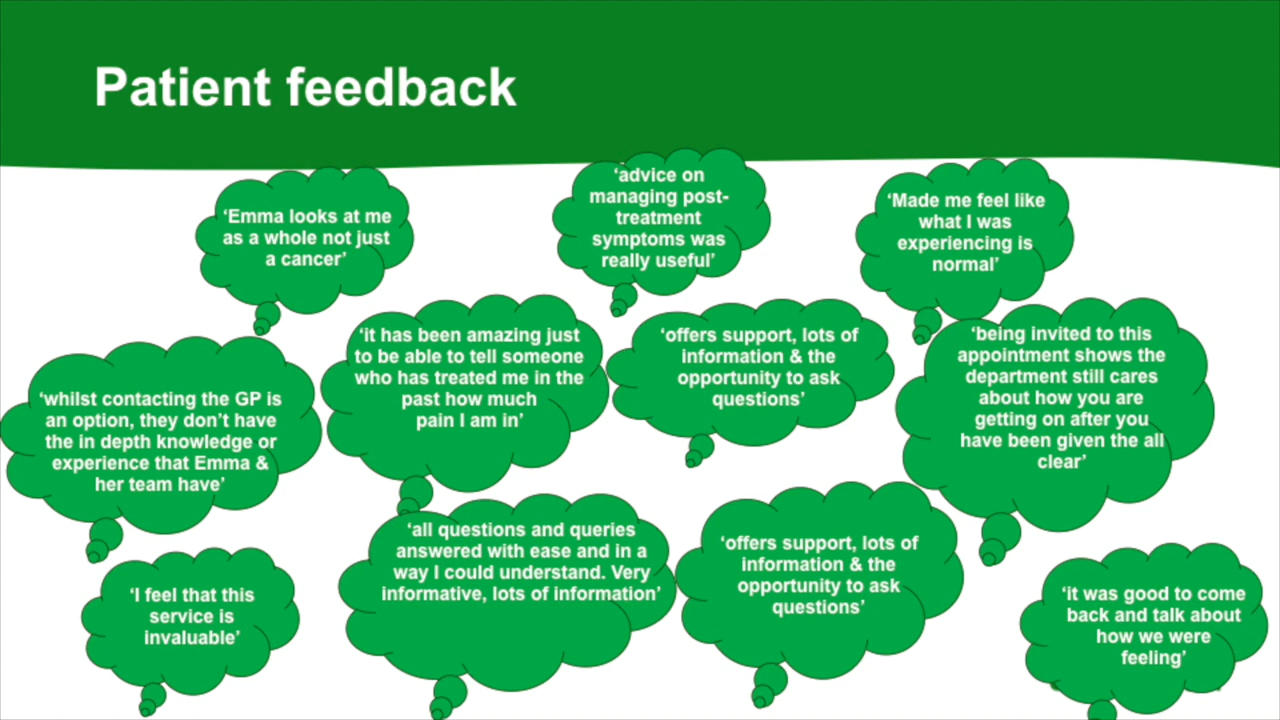 Patient feedback
‘Emma looks at me
as a whole not just
a cancer’
‘advice on
managing post-
treatment
symptoms was
really useful’
‘Made me feel like
what I was
experiencing is
normal’
‘whilst contacting the GP is
an option, they don’t have
the in depth knowledge or
experience that Emma &
her team have’
‘it has been amazing just
to be able to tell someone
who has treated me in the
past how much
pain I am in’
‘offers support, lots of
information & the
opportunity to ask
questions’
‘being invited to this
appointment shows the
department still cares
about how you are
getting on after you
have been given the all
clear’
‘I feel that this
service is
invaluable’
‘all questions and queries
answered with ease and in a
way I could understand. Very
informative, lots of information’
‘offers support, lots of
information & the
opportunity to ask
questions’
‘it was good to come
back and talk about
how we were
feeling’